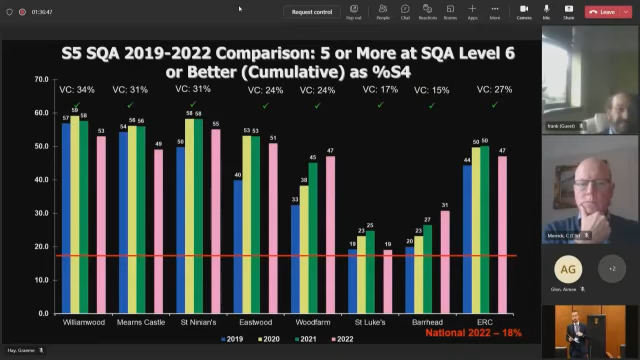 01:36:47
Request control
Pop out
People
Chat
Reactions
Rooms
Apps
More
Camera
Mic
Share
Leave
S5 SQA 2019-2022 Comparison: 5 or More at SQA Level 6
or Better (Cumulative) as %S4
70.0
60.0
50.0
40.0
30.0
20.0
10.0
0.0
VC: 34%
VC: 31%
VC: 31%
VC: 24%
VC: 24%
VC: 17%
VC: 15%
VC: 27%
57 59 58 53
54 56 56 49
50 58 58 55
40 53 53 51
33 38 45 47
19 23 25 19
20 23 27 31
44 50 50 47
Williamwood
Mearns Castle
St Ninian's
Eastwood
Woodfarm
St Luke's
Barrhead
ERC
2019 2020 2021 2022
National 2022 – 18%
Hay, Graeme
frank (Guest)
AG
+2